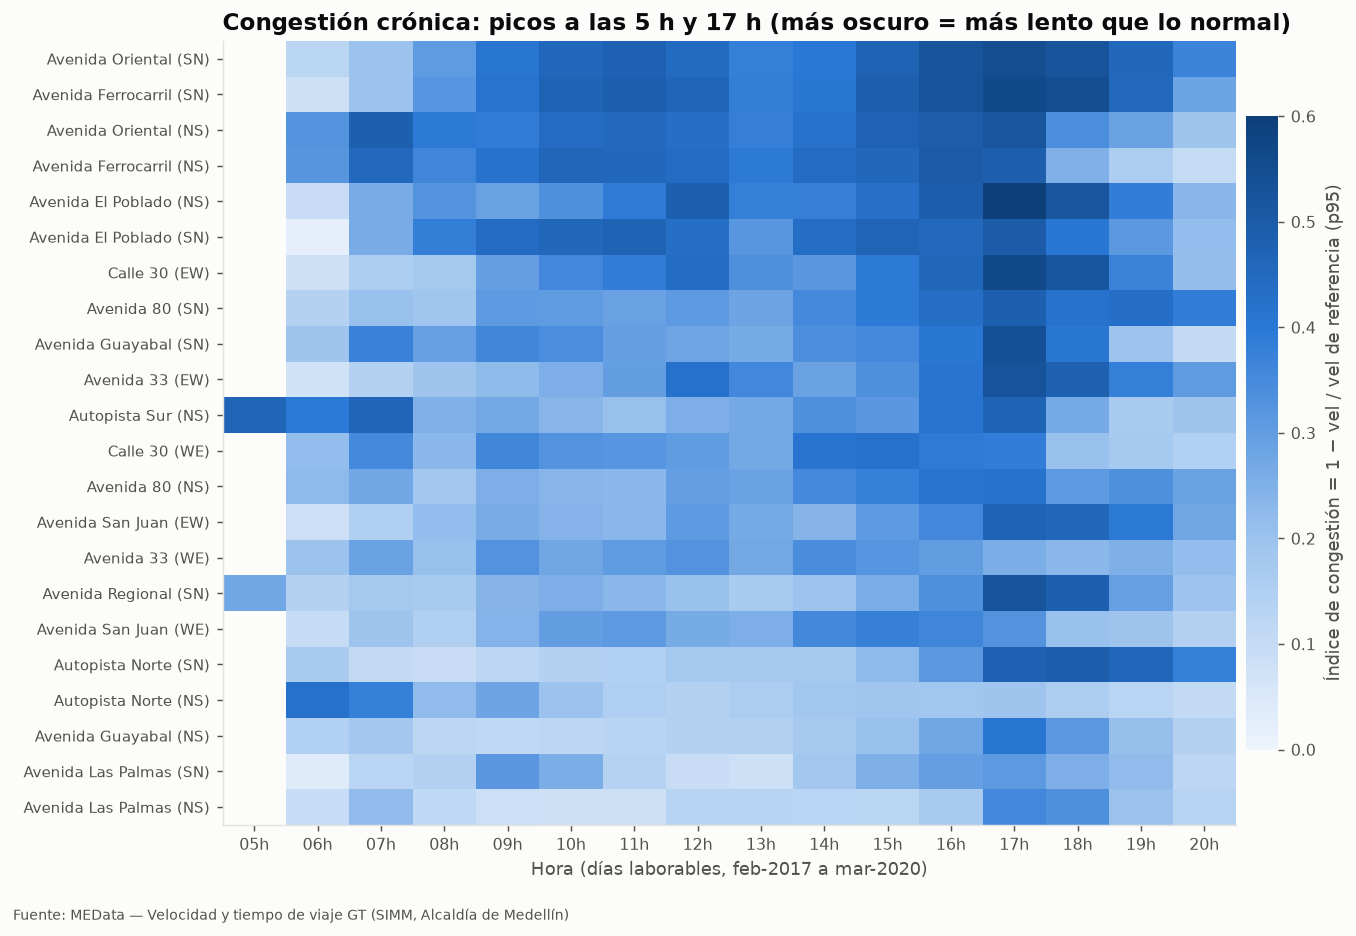 Congestión crónica: picos a las 5 h y 17 h (más oscuro = más lento que lo normal)
Avenida Oriental (SN)
Avenida Ferrocarril (SN)
Avenida Oriental (NS)
Avenida Ferrocarril (NS)
Avenida El Poblado (NS)
Avenida El Poblado (SN)
Calle 30 (EW)
Avenida 80 (SN)
Avenida Guayabal (SN)
Avenida 33 (EW)
Autopista Sur (NS)
Calle 30 (WE)
Avenida 80 (NS)
Avenida San Juan (EW)
Avenida 33 (WE)
Avenida Regional (SN)
Avenida San Juan (WE)
Autopista Norte (SN)
Autopista Norte (NS)
Avenida Guayabal (NS)
Avenida Las Palmas (SN)
Avenida Las Palmas (NS)
05h 06h 07h 08h 09h 10h 11h 12h 13h 14h 15h 16h 17h 18h 19h 20h
Hora (días laborables, feb-2017 a mar-2020)
0.6
0.5
0.4
0.3
0.2
0.1
0.0
Índice de congestión = 1 − vel / vel de referencia (p95)
Fuente: MEData — Velocidad y tiempo de viaje GT (SIMM, Alcaldía de Medellín)